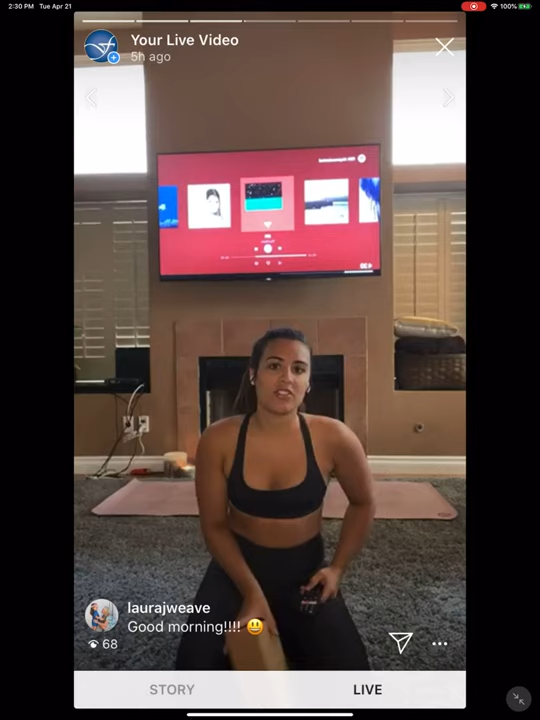 2:30 PM Tue Apr 21
100%
Your Live Video
5h ago
laurajweave
Good morning!!!! 😃
68
STORY
LIVE